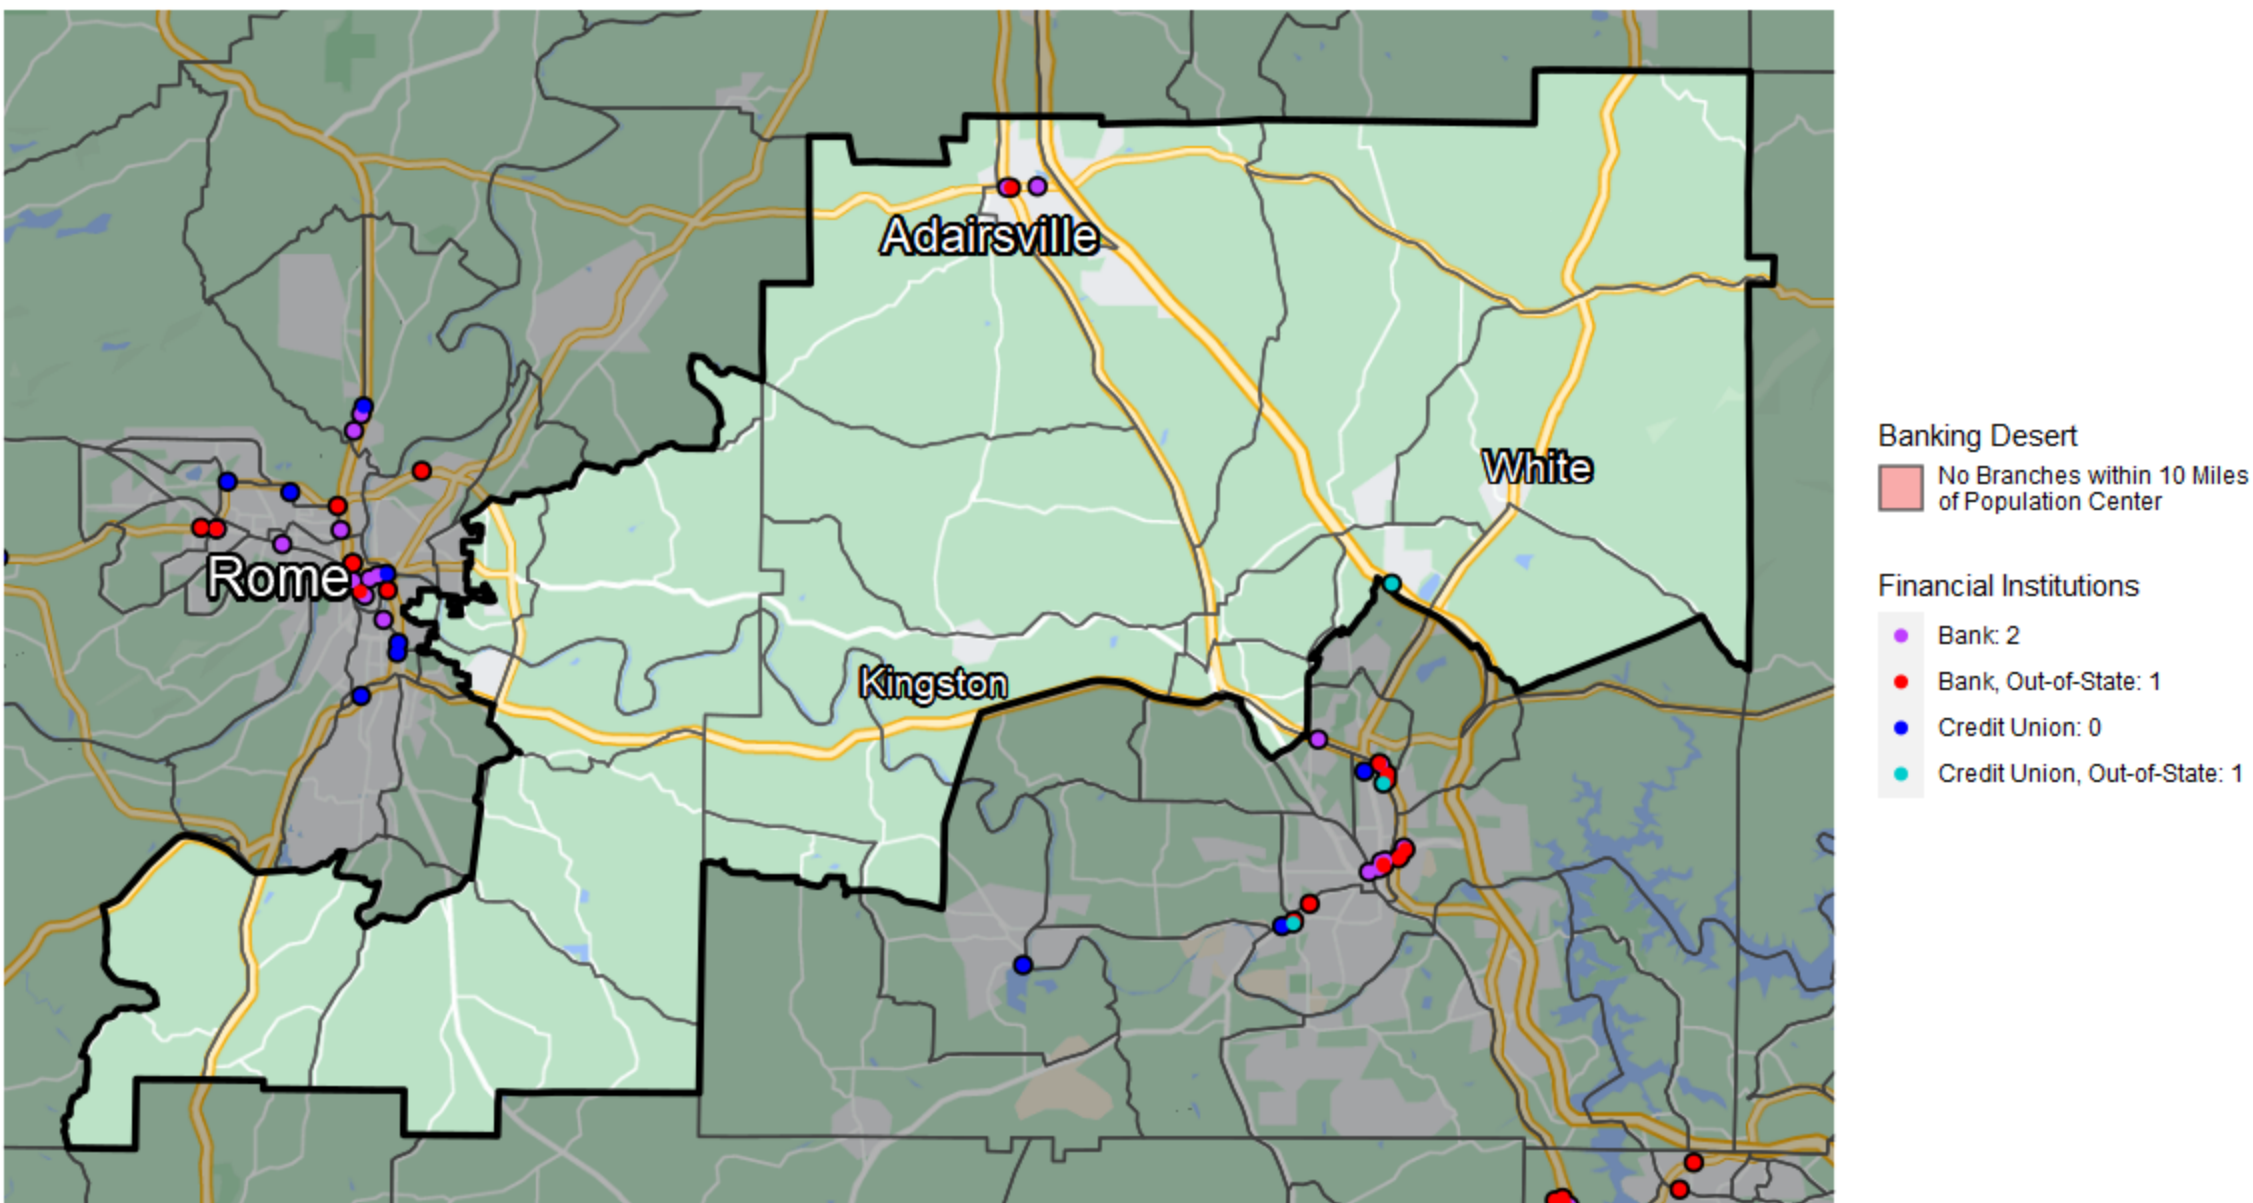 Adairsville
White
Rome
Kingston
Banking Desert
No Branches within 10 Miles
of Population Center
Financial Institutions
Bank: 2
Bank, Out-of-State: 1
Credit Union: 0
Credit Union, Out-of-State: 1